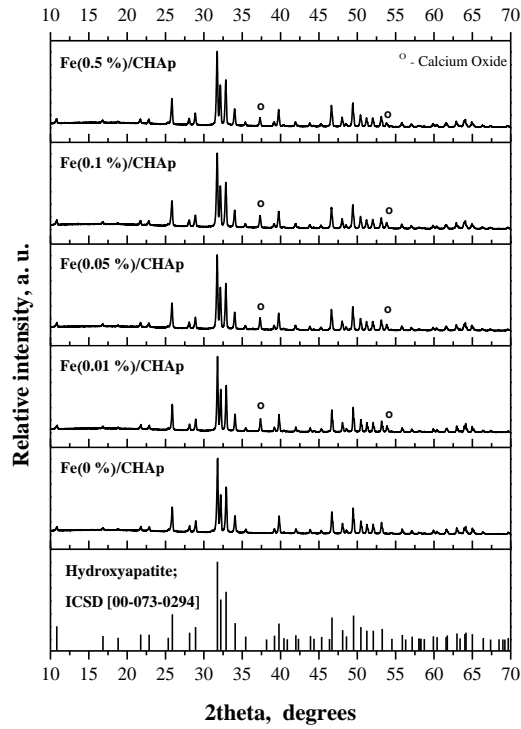 10 15 20 25 30 35 40 45 50 55 60 65 70
Fe(0.5 %)/CHAp
o - Calcium Oxide
o o
Fe(0.1 %)/CHAp
o o
Fe(0.05 %)/CHAp
o o
Fe(0.01 %)/CHAp
o o
Fe(0 %)/CHAp
Hydroxyapatite;
ICSD [00-073-0294]
10 15 20 25 30 35 40 45 50 55 60 65 70
2theta, degrees
Relative intensity, a. u.